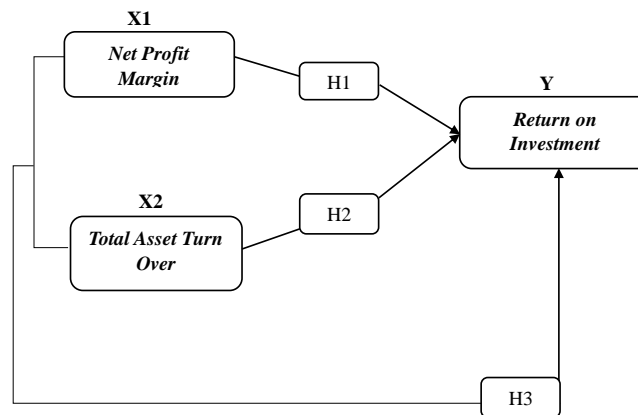 X1
Net Profit
Margin
H1
Y
Return on
Investment
X2
Total Asset Turn
Over
H2
H3